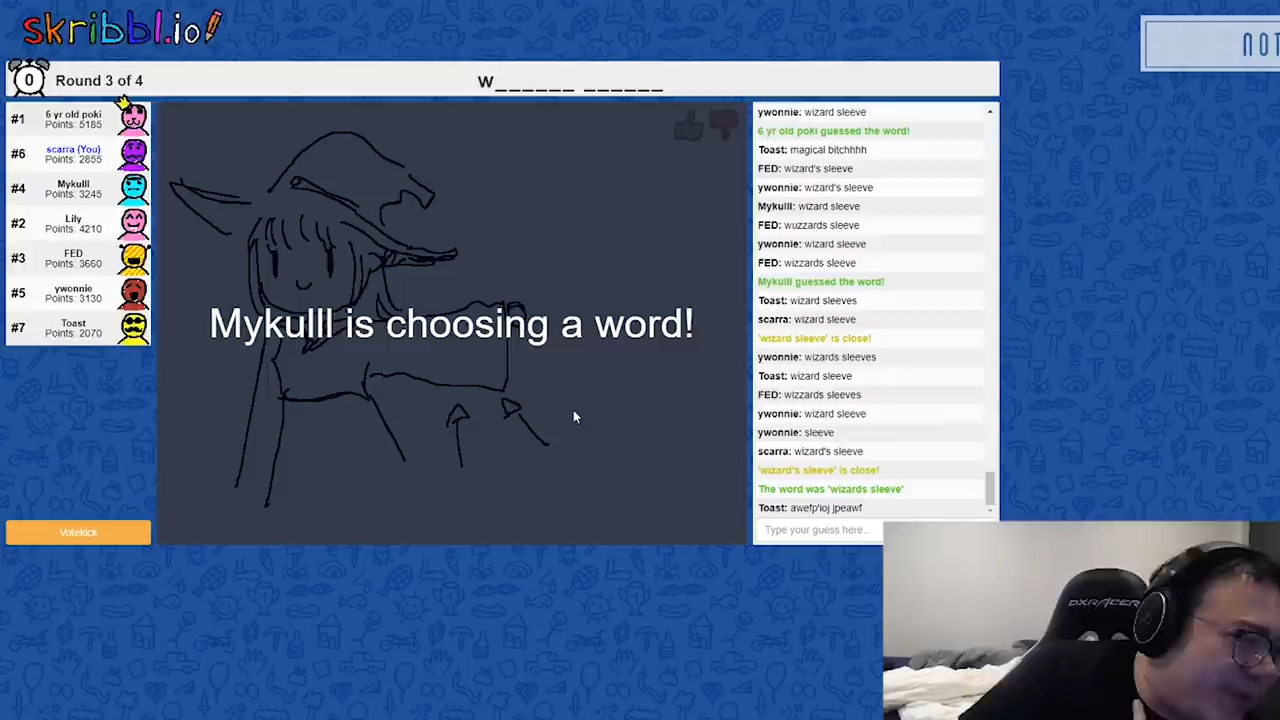 skribbl.io!
NOT
0
Round 3 of 4
W______ ______
#1
6 yr old poki
Points: 5185
#6
scarra (You)
Points: 2855
#4
Mykulll
Points: 3245
#2
Lily
Points: 4210
#3
FED
Points: 3660
#5
ywonnie
Points: 3130
#7
Toast
Points: 2070
Votekick
Mykulll is choosing a word!
ywonnie: wizard sleeve
6 yr old poki guessed the word!
Toast: magical bitchhhh
FED: wizard's sleeve
ywonnie: wizard's sleeve
Mykulll: wizard sleeve
FED: wuzzards sleeve
ywonnie: wizard sleeve
FED: wizzards sleeve
Mykulll guessed the word!
Toast: wizard sleeves
scarra: wizard sleeve
'wizard sleeve' is close!
ywonnie: wizards sleeves
Toast: wizard sleeve
FED: wizzards sleeves
ywonnie: wizard sleeve
ywonnie: sleeve
scarra: wizard's sleeve
'wizard's sleeve' is close!
The word was 'wizards sleeve'
Toast: awefp'ioj jpeawf
Type your guess here...
DXRACER